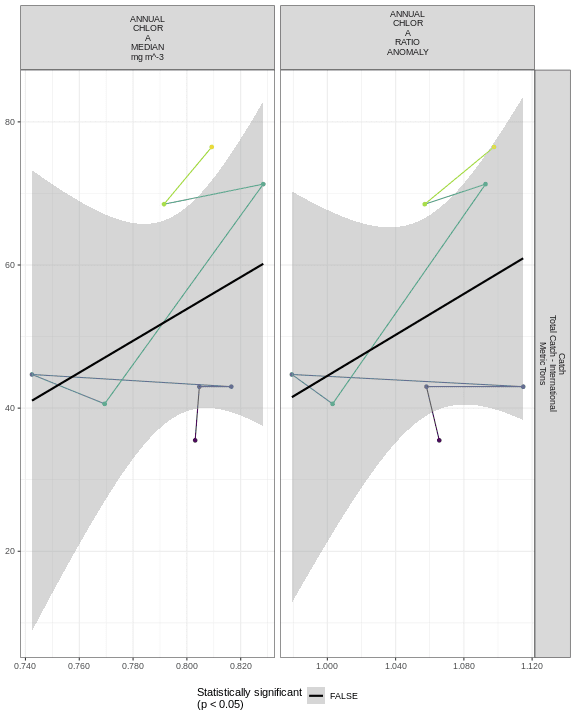 ANNUAL
CHLOR
A
MEDIAN
mg m^-3
ANNUAL
CHLOR
A
RATIO
ANOMALY
80
60
40
20
Catch
Total Catch - International
Metric Tons
0.740
0.760
0.780
0.800
0.820
1.000
1.040
1.080
1.120
Statistically significant
(p < 0.05)
FALSE